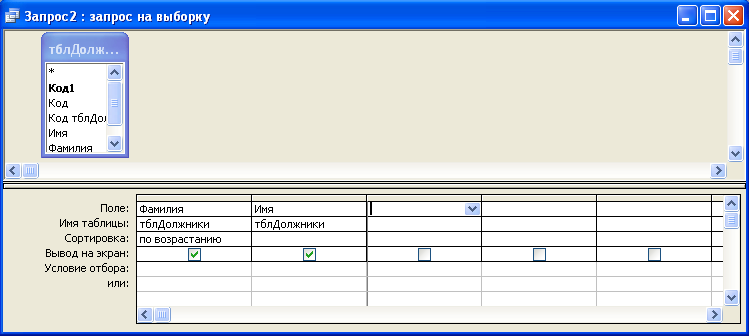 Запрос2 : запрос на выборку
тблДолж...
*
Код1
Код
Код тблДол
Имя
Фамилия
Поле: Фамилия Имя
Имя таблицы: тблДолжники тблДолжники
Сортировка: по возрастанию
Вывод на экран:
Условие отбора:
или: